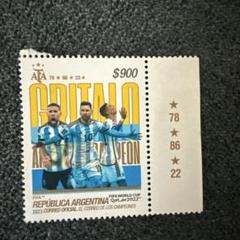 $900
AFA ★ 78 ★ 86 ★ 22
GRITALO
CAMPEON
REPÚBLICA ARGENTINA
FIFA WORLD CUP
Qatar2022
2023 CORREO OFICIAL. EL CORREO DE LOS CAMPEONES
★
78
★
86
★
22